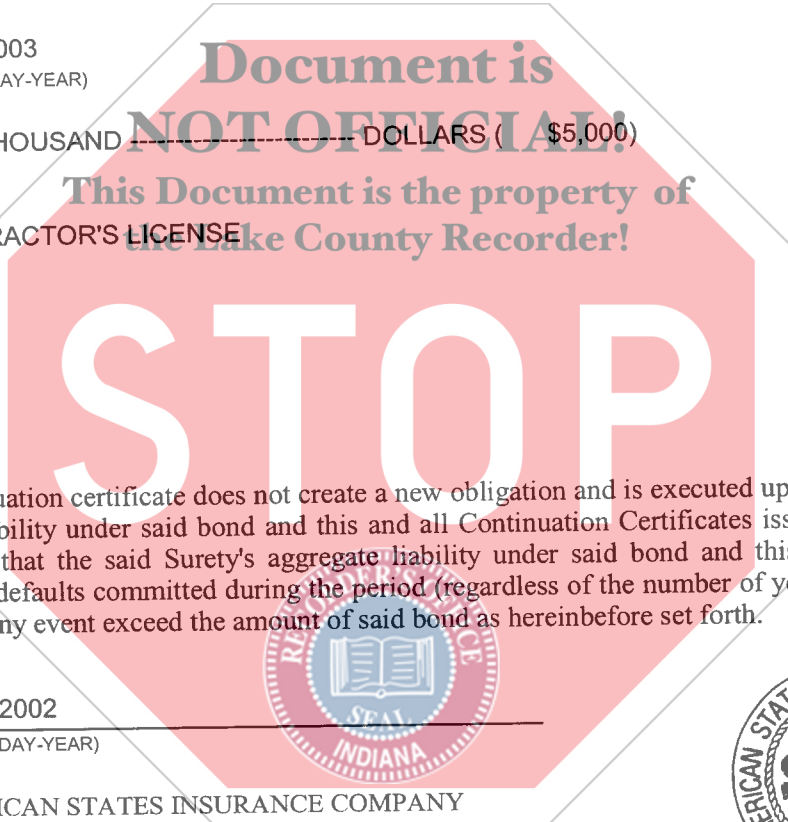 003
AY-YEAR)
Document is
NOT OFFICIAL!
HOUSAND ------------------------ DOLLARS ( $5,000)
This Document is the property of
the Lake County Recorder!
RACTOR'S LICENSE
STOP
uation certificate does not create a new obligation and is executed up
bility under said bond and this and all Continuation Certificates iss
that the said Surety's aggregate liability under said bond and this
defaults committed during the period (regardless of the number of ye
ny event exceed the amount of said bond as hereinbefore set forth.
RECORDER'S OFFICE
SEAL
INDIANA
2002
DAY-YEAR)
ICAN STATES INSURANCE COMPANY
ERICAN STAT